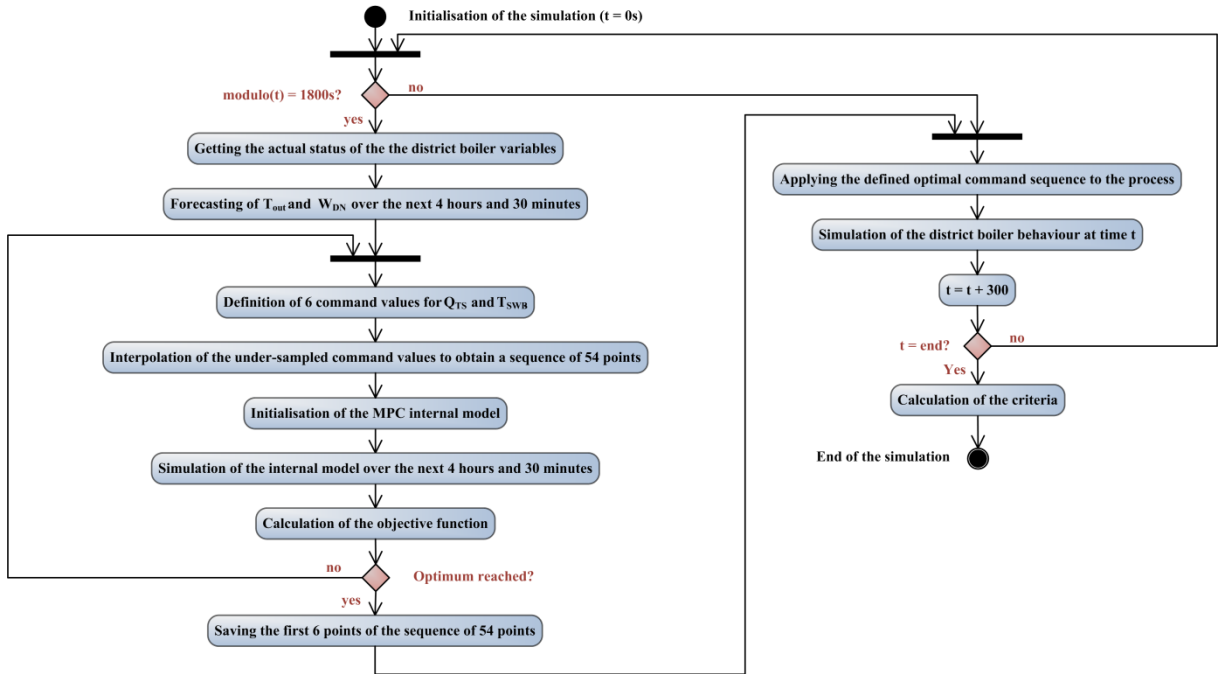 Initialisation of the simulation (t = 0s)
modulo(t) = 1800s?
no
yes
Getting the actual status of the the district boiler variables
Forecasting of Tout and WDN over the next 4 hours and 30 minutes
Definition of 6 command values for QTS and TSWB
Interpolation of the under-sampled command values to obtain a sequence of 54 points
Initialisation of the MPC internal model
Simulation of the internal model over the next 4 hours and 30 minutes
Calculation of the objective function
no
Optimum reached?
yes
Saving the first 6 points of the sequence of 54 points
Applying the defined optimal command sequence to the process
Simulation of the district boiler behaviour at time t
t = t + 300
t = end?
no
Yes
Calculation of the criteria
End of the simulation